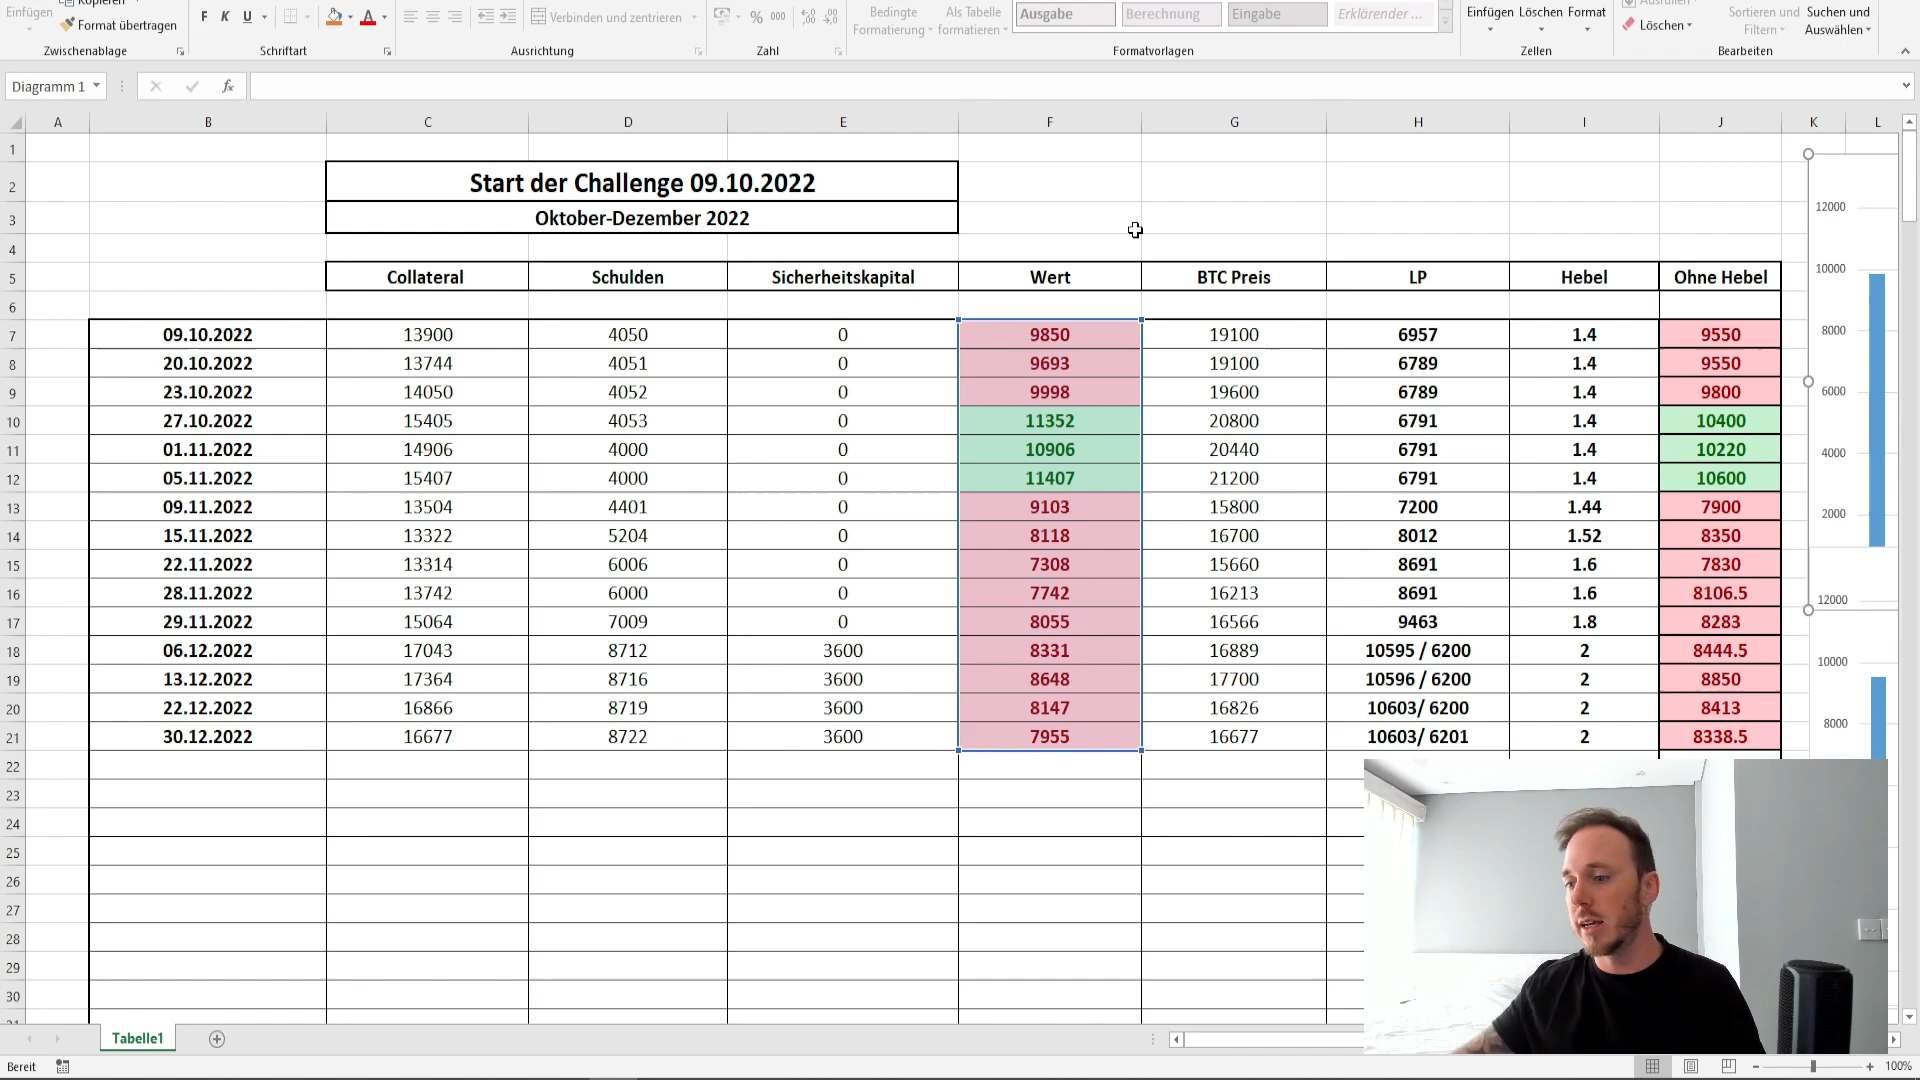 Einfügen
Kopieren
Format übertragen
Zwischenablage
F K U A
Schriftart
Verbinden und zentrieren
Ausrichtung
% 000
Zahl
Bedingte Formatierung
Als Tabelle formatieren
Ausgabe
Berechnung
Eingabe
Erklärender ...
Formatvorlagen
Einfügen Löschen Format
Zellen
Ausfüllen
Löschen
Sortieren und Filtern
Suchen und Auswählen
Bearbeiten
Diagramm 1 fx
A B C D E F G H I J K L
1
2 Start der Challenge 09.10.2022
3 Oktober-Dezember 2022
4
5 Collateral Schulden Sicherheitskapital Wert BTC Preis LP Hebel Ohne Hebel
6
7 09.10.2022 13900 4050 0 9850 19100 6957 1.4 9550
8 20.10.2022 13744 4051 0 9693 19100 6789 1.4 9550
9 23.10.2022 14050 4052 0 9998 19600 6789 1.4 9800
10 27.10.2022 15405 4053 0 11352 20800 6791 1.4 10400
11 01.11.2022 14906 4000 0 10906 20440 6791 1.4 10220
12 05.11.2022 15407 4000 0 11407 21200 6791 1.4 10600
13 09.11.2022 13504 4401 0 9103 15800 7200 1.44 7900
14 15.11.2022 13322 5204 0 8118 16700 8012 1.52 8350
15 22.11.2022 13314 6006 0 7308 15660 8691 1.6 7830
16 28.11.2022 13742 6000 0 7742 16213 8691 1.6 8106.5
17 29.11.2022 15064 7009 0 8055 16566 9463 1.8 8283
18 06.12.2022 17043 8712 3600 8331 16889 10595 / 6200 2 8444.5
19 13.12.2022 17364 8716 3600 8648 17700 10596 / 6200 2 8850
20 22.12.2022 16866 8719 3600 8147 16826 10603/ 6200 2 8413
21 30.12.2022 16677 8722 3600 7955 16677 10603/ 6201 2 8338.5
22
23
24
25
26
27
28
29
30
12000
10000
8000
6000
4000
2000
12000
10000
8000
Tabelle1
Bereit
100%